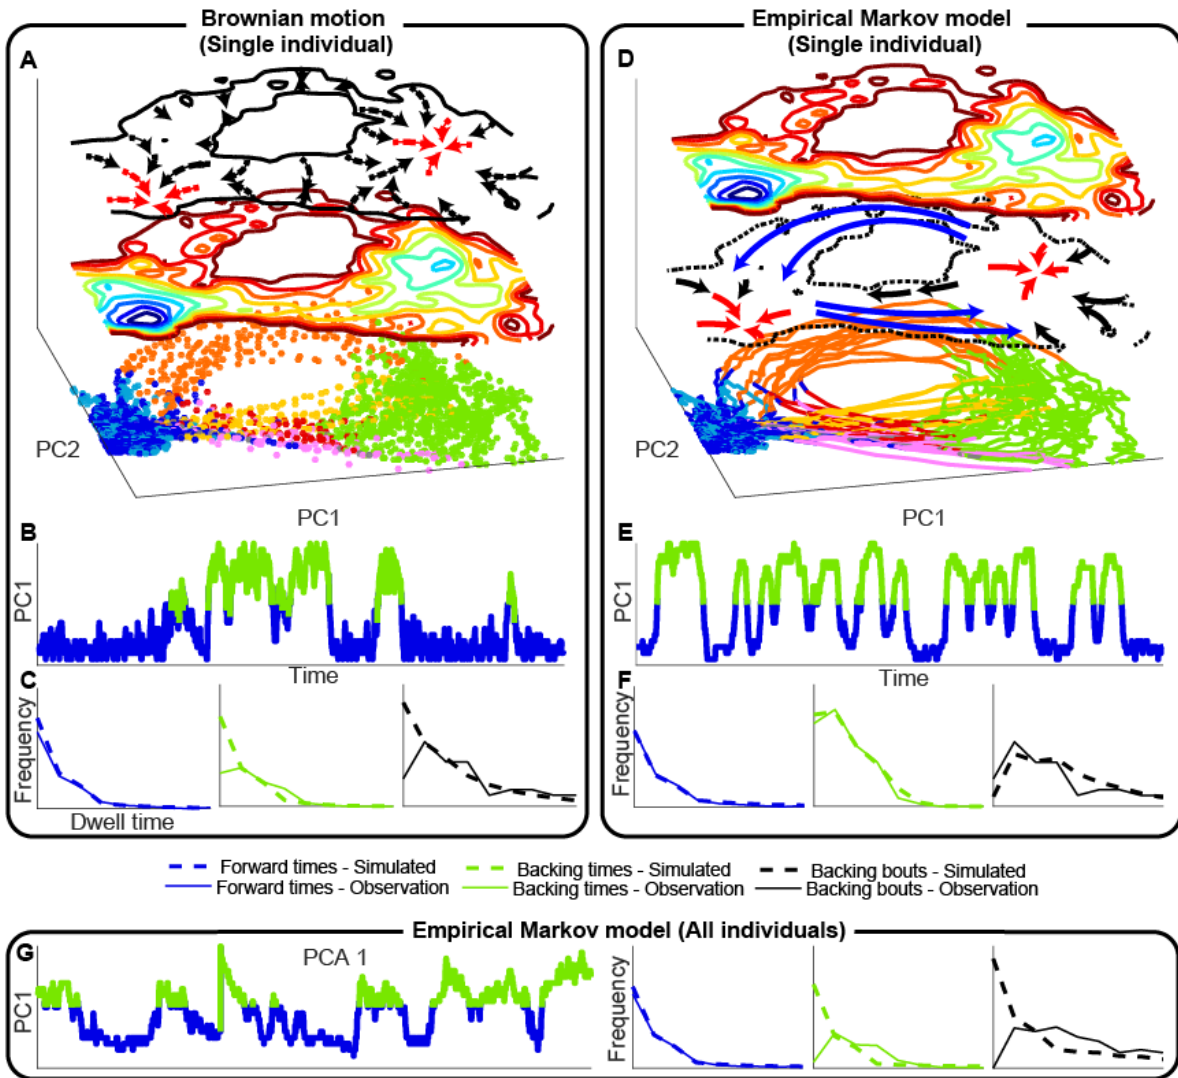 Brownian motion
(Single individual)
Empirical Markov model
(Single individual)
A
D
PC2
PC1
PC2
PC1
B
PC1
Time
E
PC1
Time
C
Frequency
Dwell time
F
Frequency
Forward times - Simulated
Backing times - Simulated
Backing bouts - Simulated
Forward times - Observation
Backing times - Observation
Backing bouts - Observation
Empirical Markov model (All individuals)
G
PCA 1
PC1
Frequency